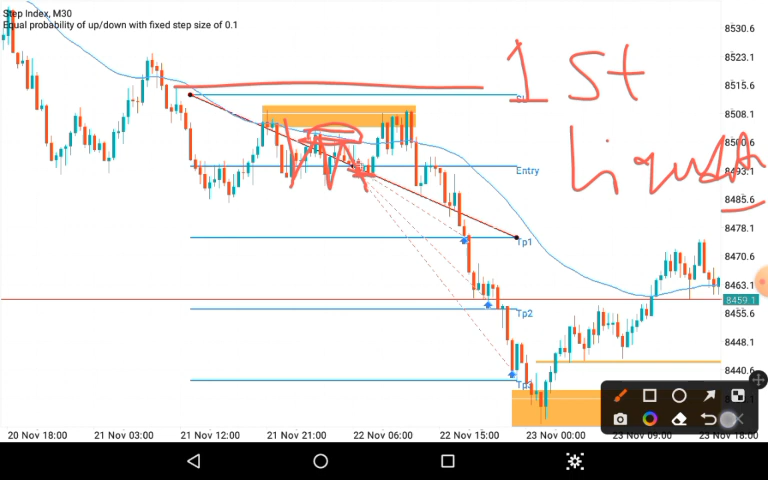 Step Index, M30
Equal probability of up/down with fixed step size of 0.1
8530.6
8523.1
8515.6
8508.1
8500.6
8493.1
8485.6
8478.1
8470.6
8463.1
8459.1
8455.6
8448.1
8440.6
1 St
SL
Entry
Tp1
Tp2
20 Nov 18:00
21 Nov 03:00
21 Nov 12:00
21 Nov 21:00
22 Nov 06:00
22 Nov 15:00
23 Nov 00:00
23 Nov 09:00
23 Nov 18:00